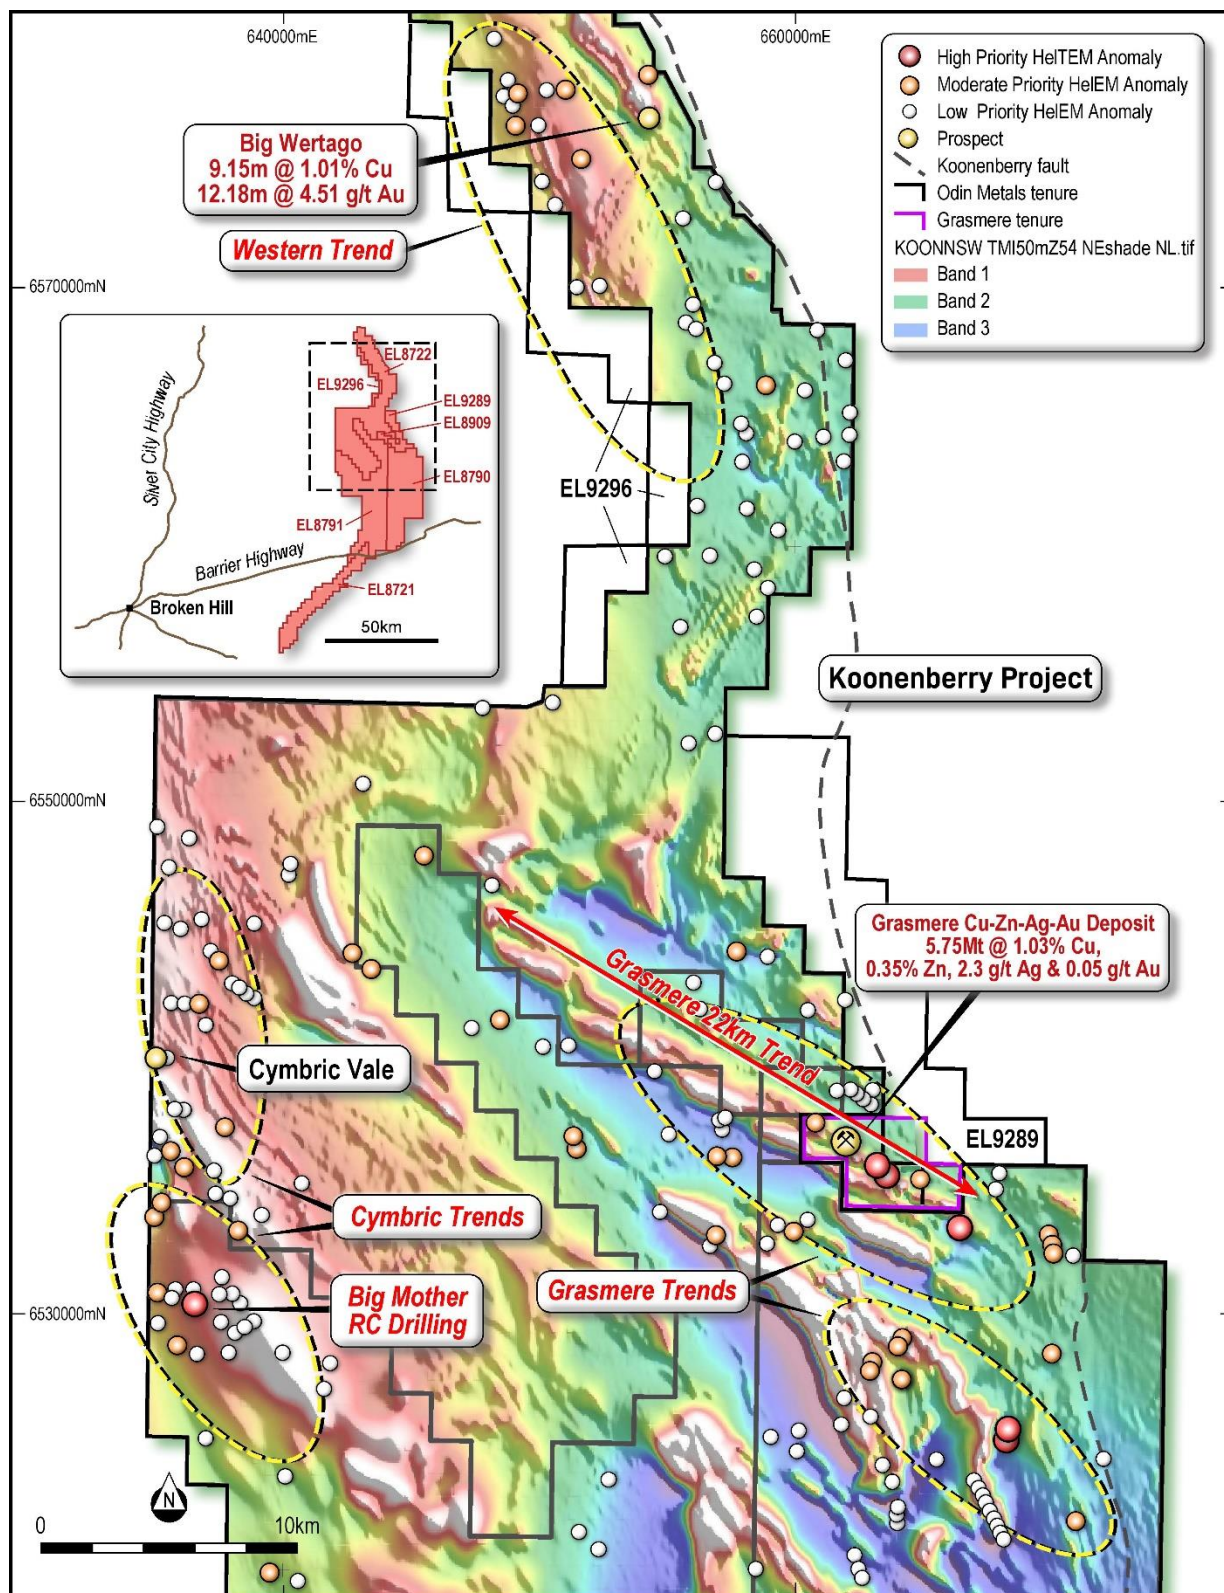 640000mE
660000mE
High Priority HelTEM Anomaly
Moderate Priority HelEM Anomaly
Low Priority HelEM Anomaly
Prospect
Koonenberry fault
Odin Metals tenure
Grasmere tenure
KOONNSW TMI50mZ54 NEshade NL.tif
Band 1
Band 2
Band 3
Big Wertago
9.15m @ 1.01% Cu
12.18m @ 4.51 g/t Au
Western Trend
6570000mN
Silver City Highway
EL8722
EL9296
EL9289
EL8909
EL8790
EL8791
Barrier Highway
EL8721
Broken Hill
50km
EL9296
Koonenberry Project
6550000mN
Grasmere Cu-Zn-Ag-Au Deposit
5.75Mt @ 1.03% Cu,
0.35% Zn, 2.3 g/t Ag & 0.05 g/t Au
Grasmere 22km Trend
Cymbric Vale
EL9289
Cymbric Trends
Grasmere Trends
Big Mother
RC Drilling
6530000mN
N
0
10km